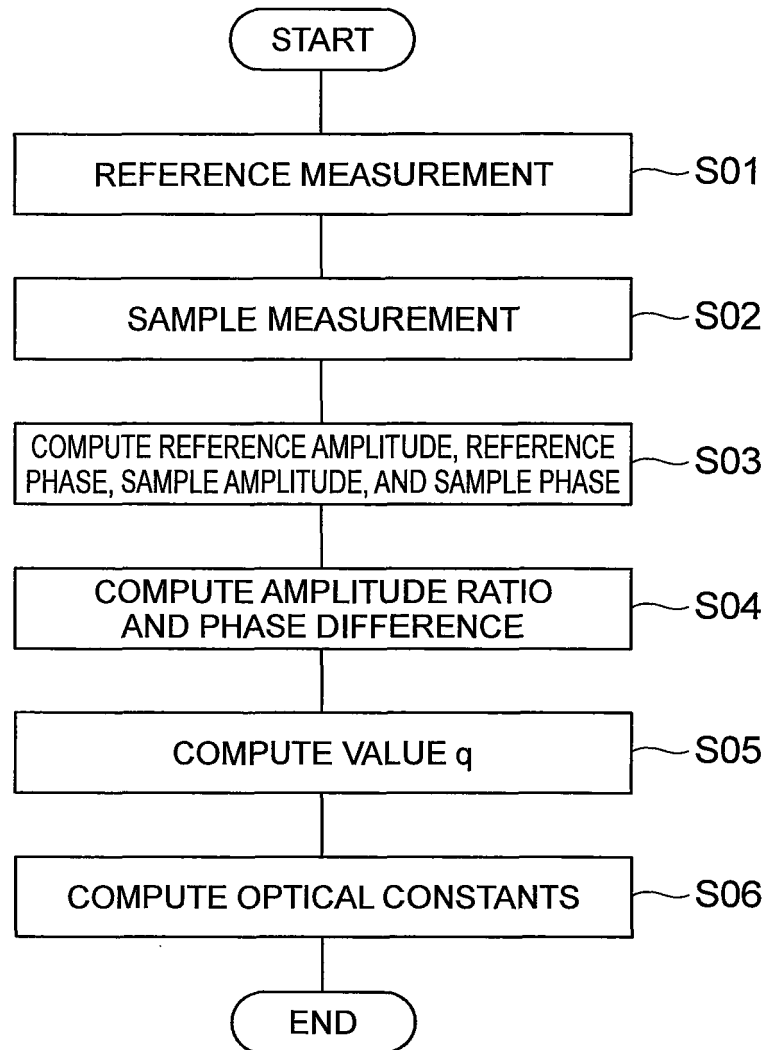 START
REFERENCE MEASUREMENT
S01
SAMPLE MEASUREMENT
S02
COMPUTE REFERENCE AMPLITUDE, REFERENCE
PHASE, SAMPLE AMPLITUDE, AND SAMPLE PHASE
S03
COMPUTE AMPLITUDE RATIO
AND PHASE DIFFERENCE
S04
COMPUTE VALUE q
S05
COMPUTE OPTICAL CONSTANTS
S06
END